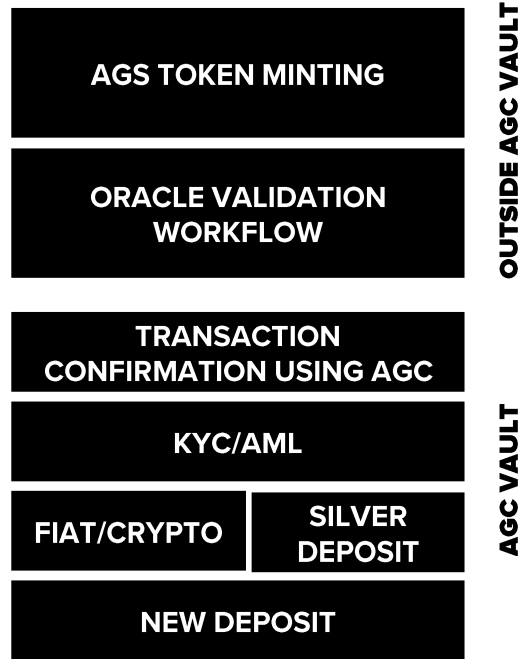 AGS TOKEN MINTING
ORACLE VALIDATION
WORKFLOW
OUTSIDE AGC VAULT
TRANSACTION
CONFIRMATION USING AGC
KYC/AML
FIAT/CRYPTO
SILVER
DEPOSIT
NEW DEPOSIT
AGC VAULT